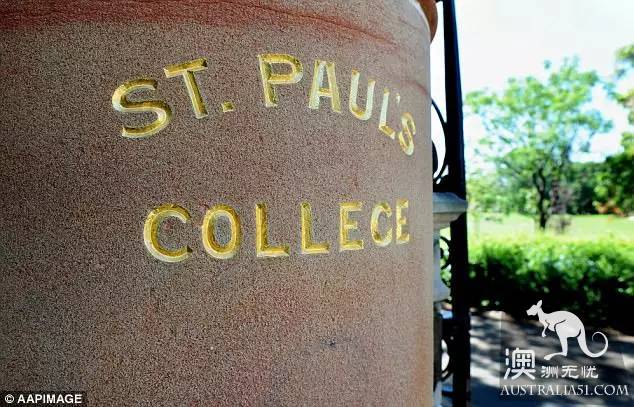 ST. PAUL'S
COLLEGE
澳洲无忧
AUSTRALIA51.COM
© AAPIMAGE